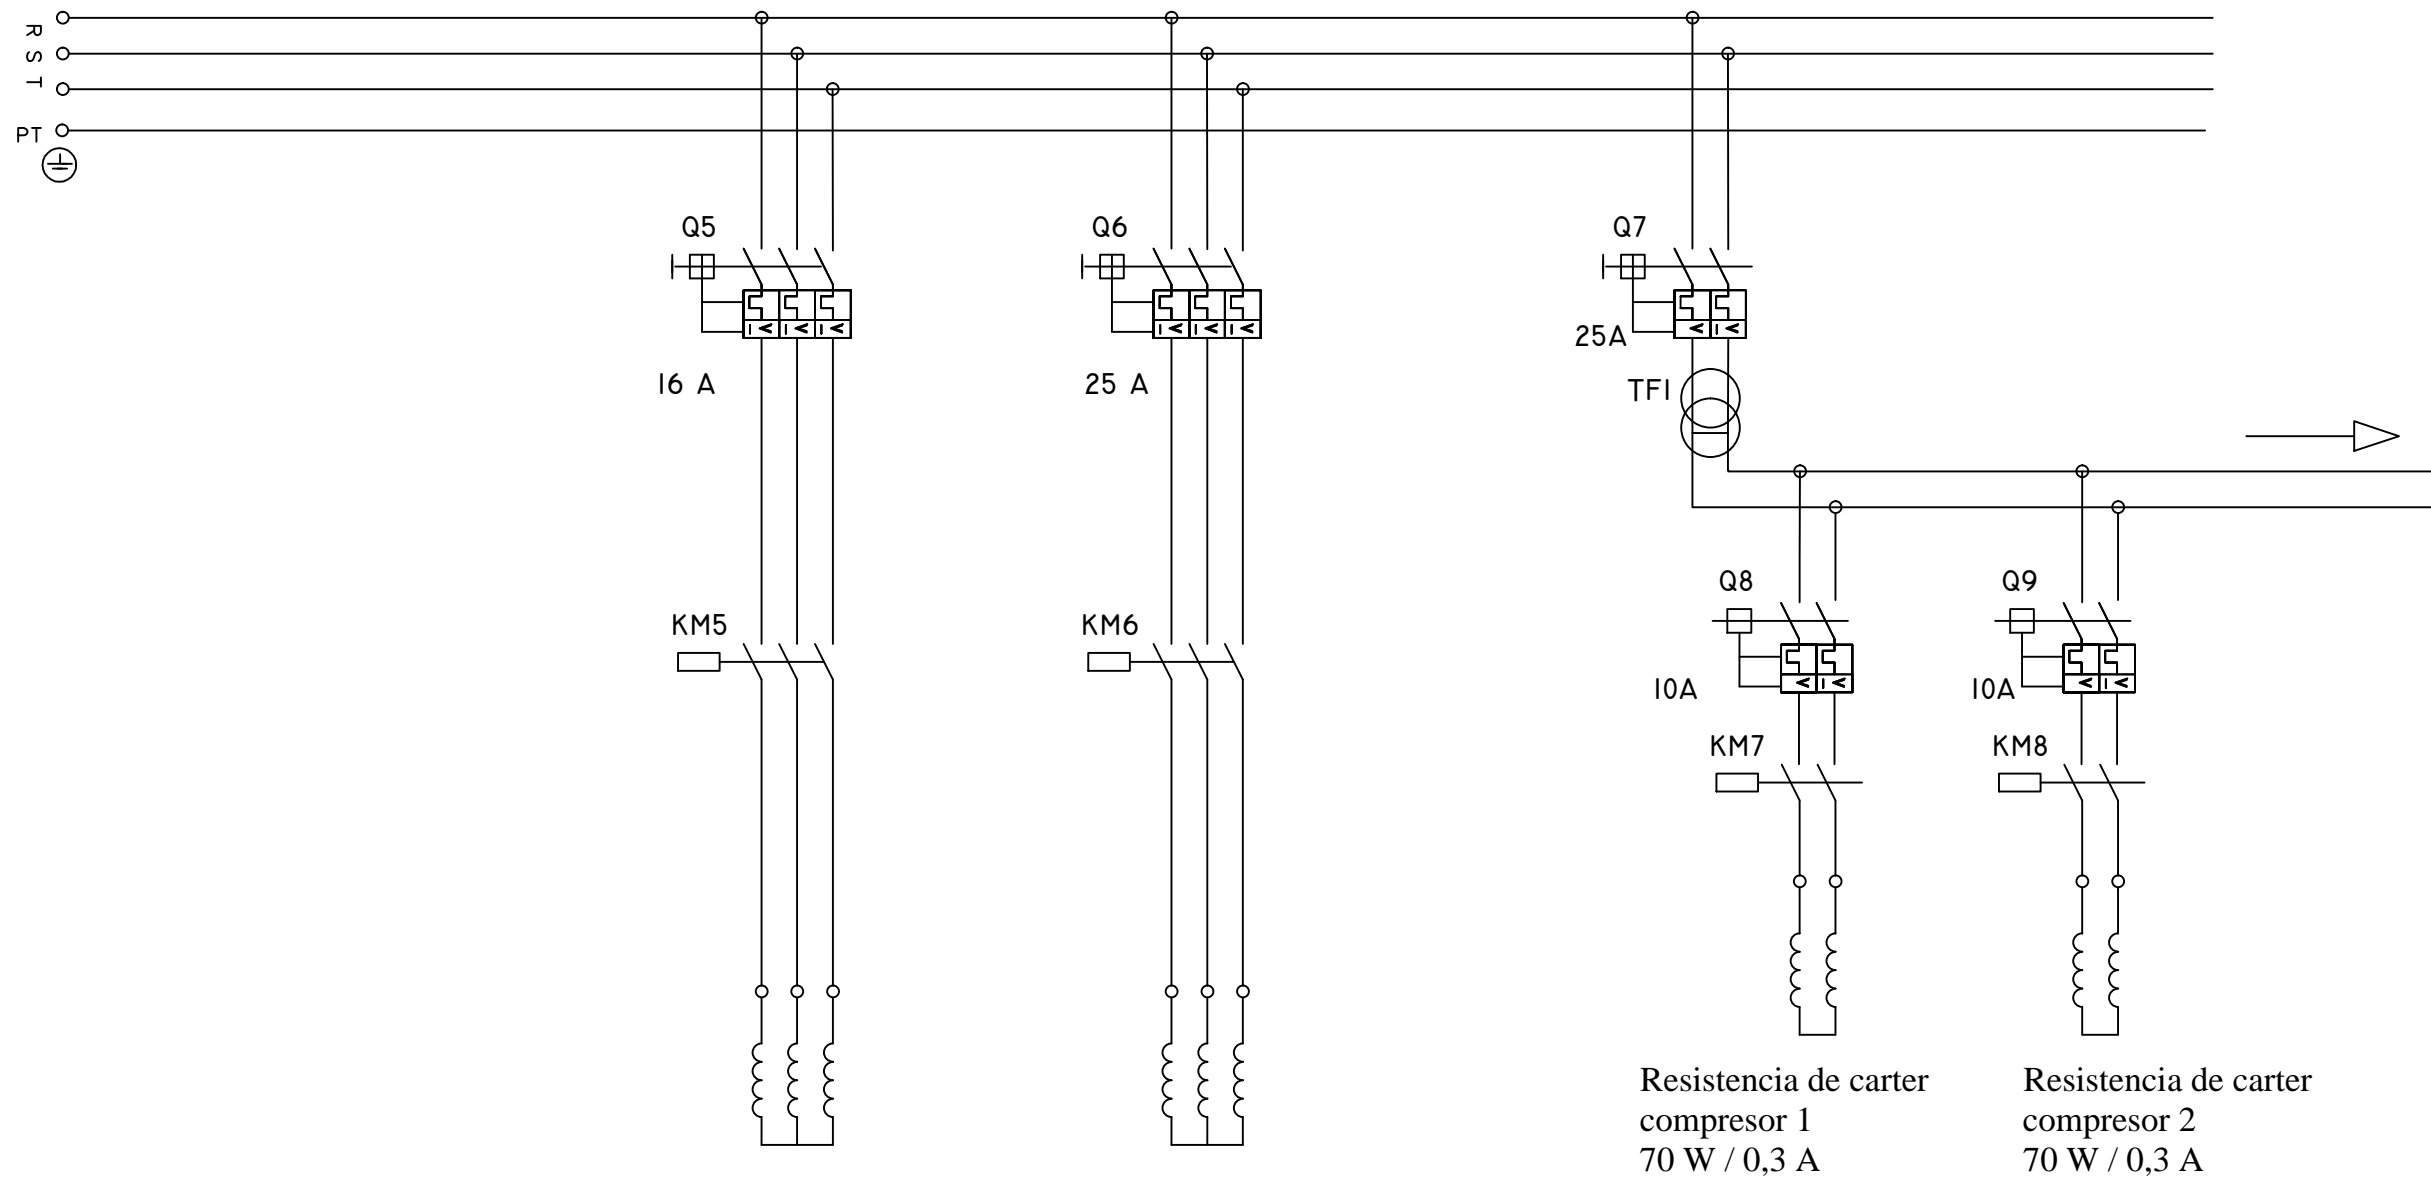 R
S
T
PT
Q5
Q6
Q7
16 A
25 A
25A
TF1
Q8
Q9
KM5
KM6
10A
10A
KM7
KM8
Resistencia de carter
compresor 1
70 W / 0,3 A
Resistencia de carter
compresor 2
70 W / 0,3 A